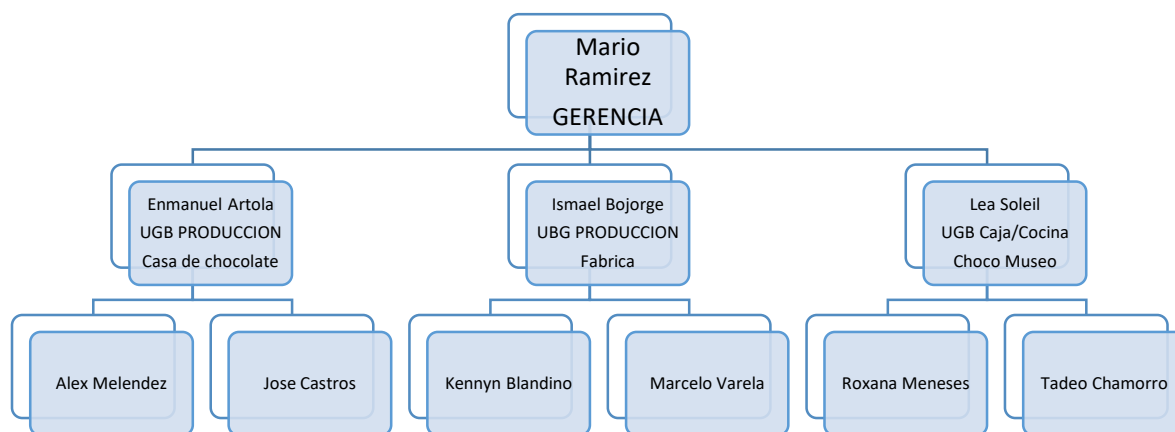 Mario
Ramirez
GERENCIA
Enmanuel Artola
UGB PRODUCCION
Casa de chocolate
Ismael Bojorge
UBG PRODUCCION
Fabrica
Lea Soleil
UGB Caja/Cocina
Choco Museo
Alex Melendez
Jose Castros
Kennyn Blandino
Marcelo Varela
Roxana Meneses
Tadeo Chamorro